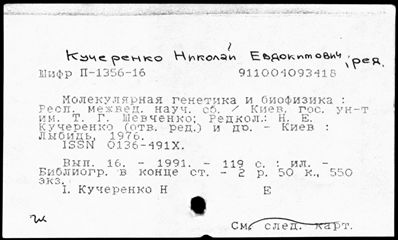 Кучеренко Николай Евдокимович, ред.
Шифр П-1356-16 911004093418
Молекулярная генетика и биофизика :
Респ. межвед. науч. сб. / Киев. гос. ун-т
им. Т. Г. Шевченко; Редкол.: Н. Е.
Кучеренко (отв. ред.) и др. - Киев :
Лыбидь, 1976.
ISSN 0136-491X.
Вып. 16. - 1991. - 119 с. : ил. -
Библиогр. в конце ст. - 2 р. 50 к., 550
экз.
I. Кучеренко Н Е
См. след. карт.